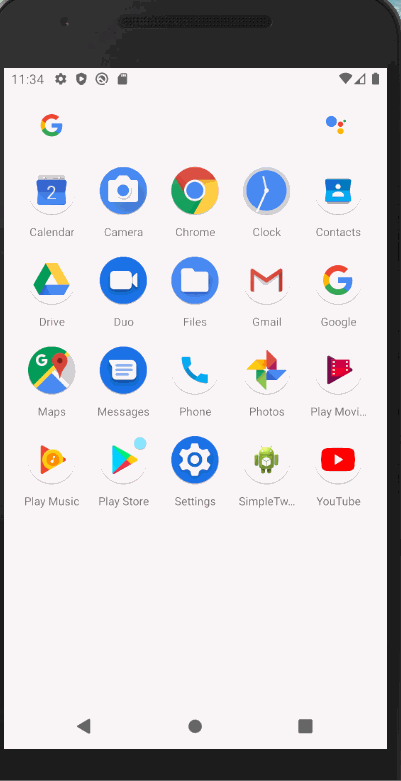 11:34
G
Calendar Camera Chrome Clock Contacts
2
Drive Duo Files Gmail Google
G
Maps Messages Phone Photos Play Movi...
G
Play Music Play Store Settings SimpleTw... YouTube